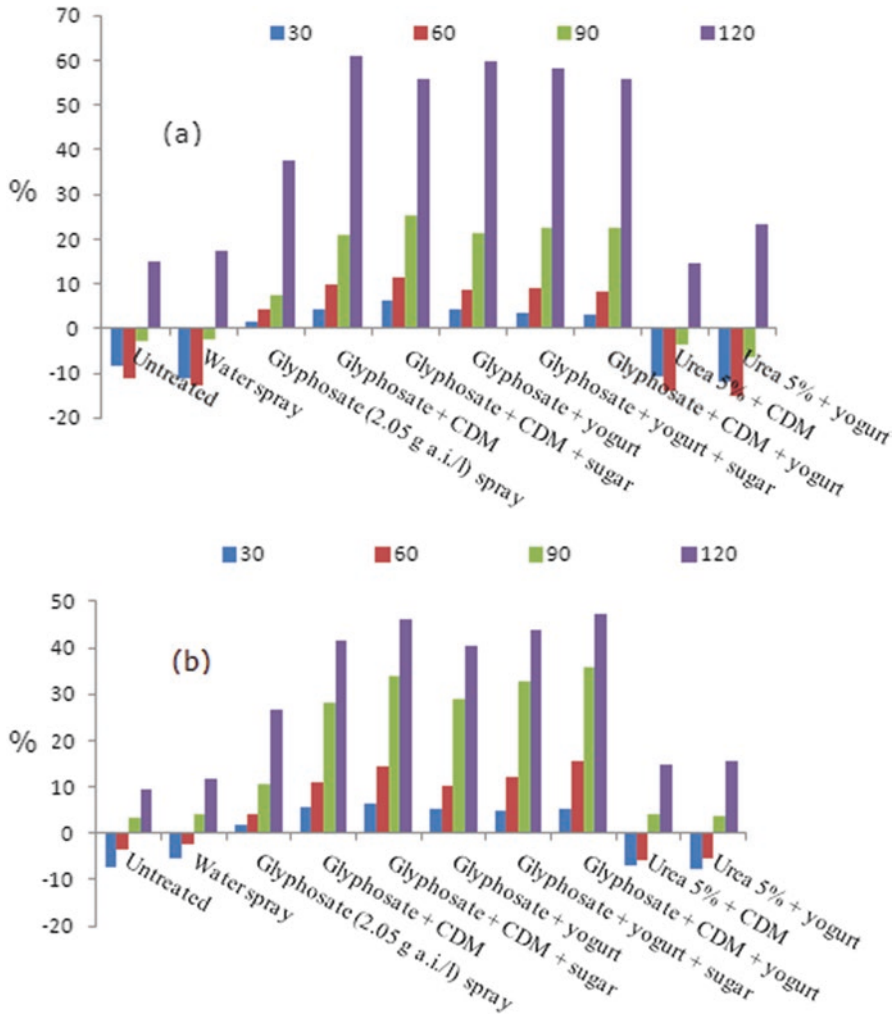 70
30 60 90 120
60
50
(a)
40
%
30
20
10
0
-10
-20
Untreated
Water spray
Glyphosate (2.05 g a.i./l) spray
Glyphosate + CDM
Glyphosate + CDM + sugar
Glyphosate + yogurt
Glyphosate + yogurt + sugar
Glyphosate + CDM + yogurt
Urea 5% + CDM
Urea 5% + yogurt
30 60 90 120
50
40
(b)
30
%
20
10
0
-10
-20
Untreated
Water spray
Glyphosate (2.05 g a.i./l) spray
Glyphosate + CDM
Glyphosate + CDM + sugar
Glyphosate + yogurt
Glyphosate + yogurt + sugar
Glyphosate + CDM + yogurt
Urea 5% + CDM
Urea 5% + yogurt